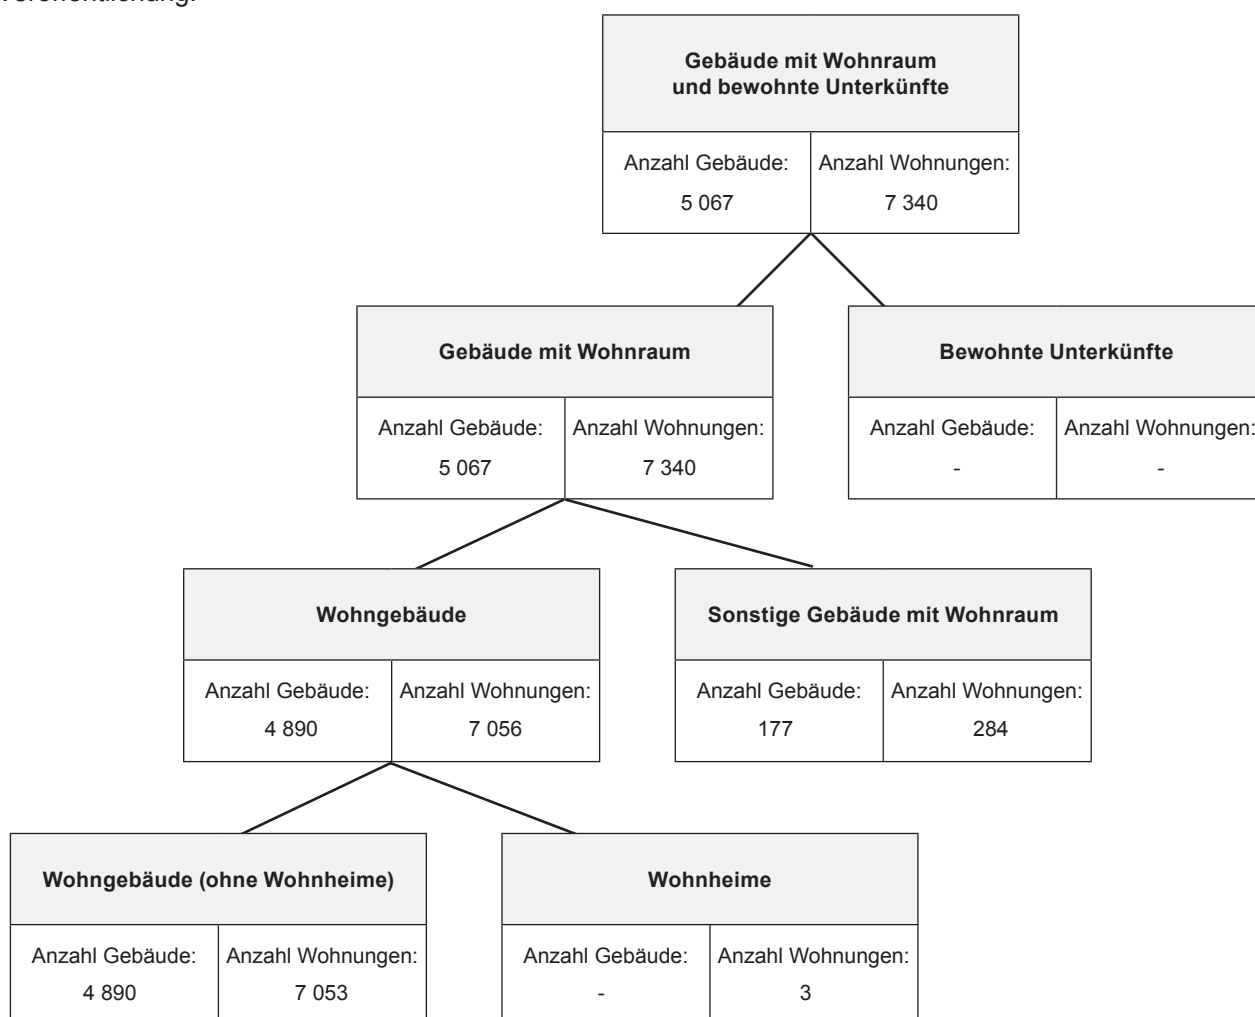 Veröffentlichung.
Gebäude mit Wohnraum
und bewohnte Unterkünfte
Anzahl Gebäude:
5 067
Anzahl Wohnungen:
7 340
Gebäude mit Wohnraum
Anzahl Gebäude:
5 067
Anzahl Wohnungen:
7 340
Bewohnte Unterkünfte
Anzahl Gebäude:
-
Anzahl Wohnungen:
-
Wohngebäude
Anzahl Gebäude:
4 890
Anzahl Wohnungen:
7 056
Sonstige Gebäude mit Wohnraum
Anzahl Gebäude:
177
Anzahl Wohnungen:
284
Wohngebäude (ohne Wohnheime)
Anzahl Gebäude:
4 890
Anzahl Wohnungen:
7 053
Wohnheime
Anzahl Gebäude:
-
Anzahl Wohnungen:
3